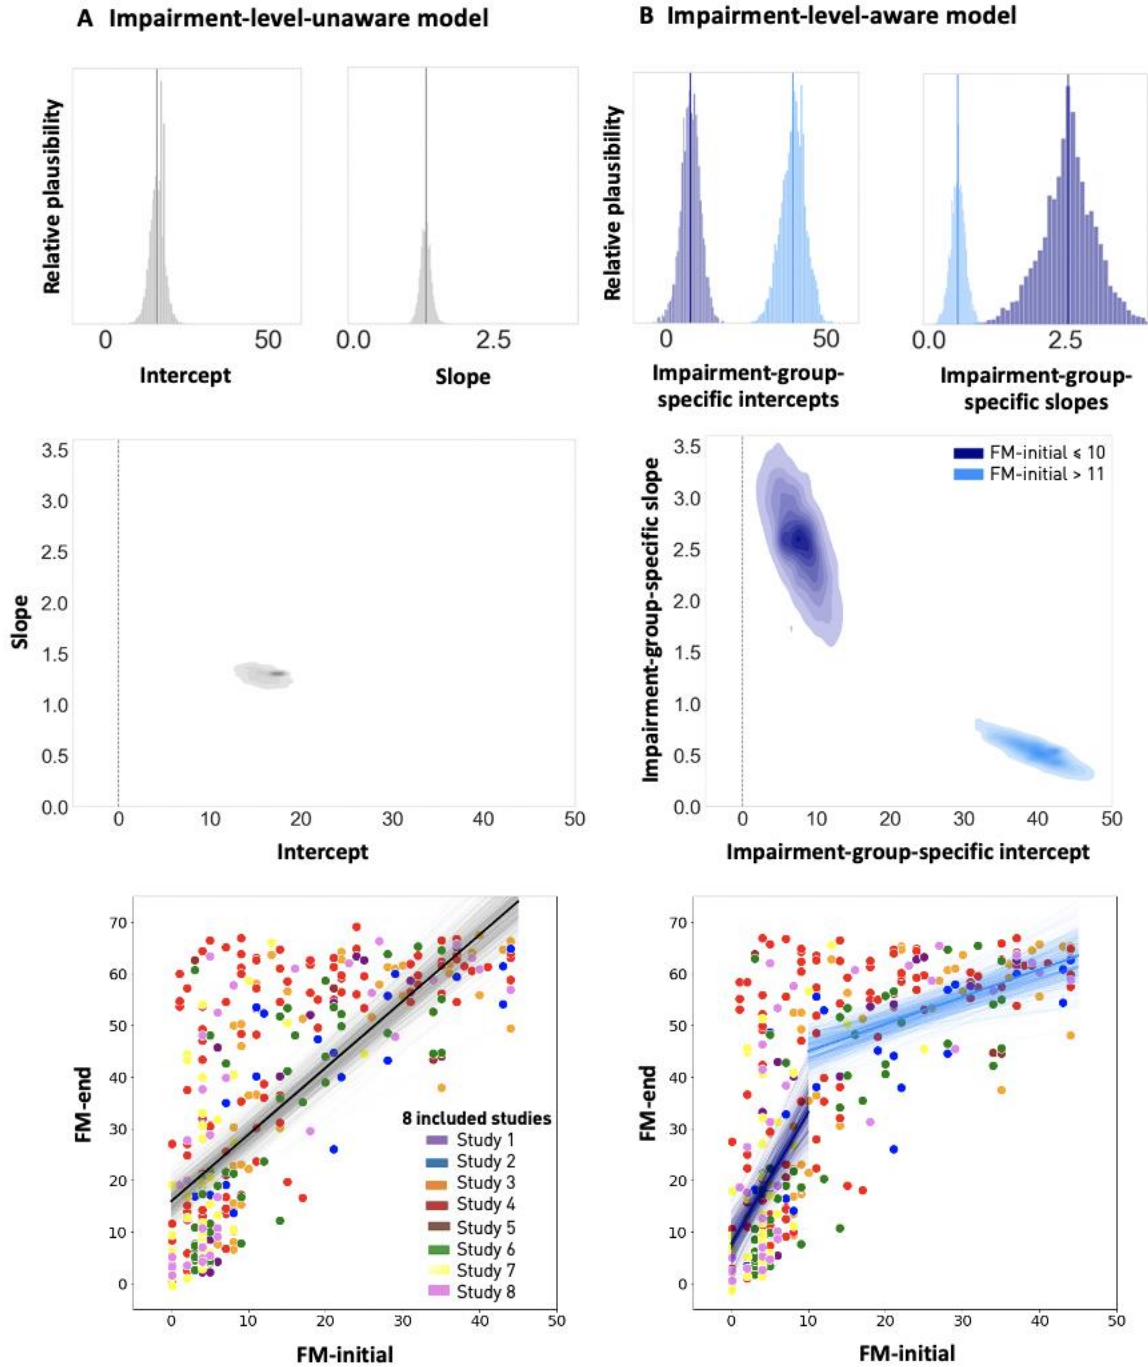 A Impairment-level-unaware model
B Impairment-level-aware model
Relative plausibility
0 50
Intercept
0.0 2.5
Slope
Relative plausibility
0 50
Impairment-group-
specific intercepts
0.0 2.5
Impairment-group-
specific slopes
Slope
3.5
3.0
2.5
2.0
1.5
1.0
0.5
0.0
0 10 20 30 40 50
Intercept
Impairment-group-specific slope
3.5
3.0
2.5
2.0
1.5
1.0
0.5
0.0
FM-initial ≤ 10
FM-initial > 11
0 10 20 30 40 50
Impairment-group-specific intercept
FM-end
70
60
50
40
30
20
10
0
8 included studies
Study 1
Study 2
Study 3
Study 4
Study 5
Study 6
Study 7
Study 8
0 10 20 30 40 50
FM-initial
FM-end
70
60
50
40
30
20
10
0
0 10 20 30 40 50
FM-initial